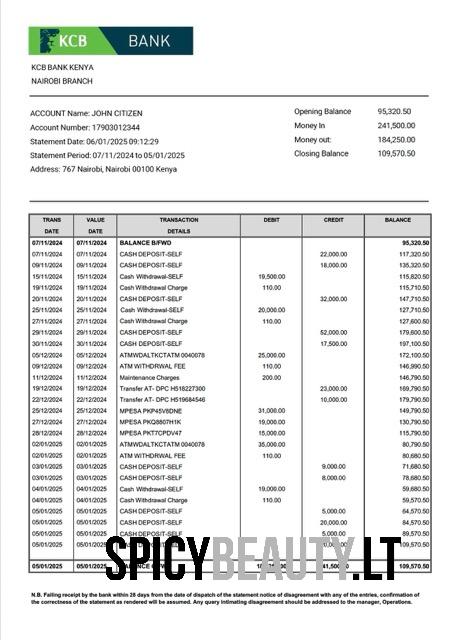 KCB BANK
KCB BANK KENYA
NAIROBI BRANCH
ACCOUNT Name: JOHN CITIZEN
Account Number: 17903012344
Statement Date: 06/01/2025 09:12:29
Statement Period: 07/11/2024 to 05/01/2025
Address: 767 Nairobi, Nairobi 00100 Kenya
Opening Balance 95,320.50
Money In 241,500.00
Money out: 184,250.00
Closing Balance 109,570.50
TRANS DATE VALUE DATE TRANSACTION DETAILS DEBIT CREDIT BALANCE
07/11/2024 07/11/2024 BALANCE B/FWD 95,320.50
07/11/2024 07/11/2024 CASH DEPOSIT-SELF 22,000.00 117,320.50
09/11/2024 09/11/2024 CASH DEPOSIT-SELF 18,000.00 135,320.50
15/11/2024 15/11/2024 Cash Withdrawal-SELF 19,500.00 115,820.50
19/11/2024 19/11/2024 Cash Withdrawal Charge 110.00 115,710.50
20/11/2024 20/11/2024 CASH DEPOSIT-SELF 32,000.00 147,710.50
25/11/2024 25/11/2024 Cash Withdrawal-SELF 20,000.00 127,710.50
27/11/2024 27/11/2024 Cash Withdrawal Charge 110.00 127,600.50
29/11/2024 29/11/2024 CASH DEPOSIT-SELF 52,000.00 179,600.50
30/11/2024 30/11/2024 CASH DEPOSIT-SELF 17,500.00 197,100.50
05/12/2024 05/12/2024 ATMWDALTKCTATM 0040078 25,000.00 172,100.50
09/12/2024 09/12/2024 ATM WITHDRWAL FEE 110.00 146,990.50
11/12/2024 11/12/2024 Maintenance Charges 200.00 146,790.50
19/12/2024 19/12/2024 Transfer AT- DPC H518227300 23,000.00 169,790.50
22/12/2024 22/12/2024 Transfer AT- DPC H519684546 10,000.00 179,790.50
25/12/2024 25/12/2024 MPESA PKP45V8DNE 31,000.00 149,790.50
27/12/2024 27/12/2024 MPESA PKQ8807H1K 19,000.00 130,790.50
28/12/2024 28/12/2024 MPESA PKT7CPDV47 15,000.00 115,790.50
02/01/2025 02/01/2025 ATMWDALTKCTATM 0040078 35,000.00 80,790.50
02/01/2025 02/01/2025 ATM WITHDRWAL FEE 110.00 80,680.50
03/01/2025 03/01/2025 CASH DEPOSIT-SELF 9,000.00 71,680.50
03/01/2025 03/01/2025 CASH DEPOSIT-SELF 8,000.00 78,680.50
04/01/2025 04/01/2025 Cash Withdrawal-SELF 19,000.00 59,680.50
04/01/2025 04/01/2025 Cash Withdrawal Charge 110.00 59,570.50
05/01/2025 05/01/2025 CASH DEPOSIT-SELF 5,000.00 64,570.50
05/01/2025 05/01/2025 CASH DEPOSIT-SELF 20,000.00 84,570.50
05/01/2025 05/01/2025 CASH DEPOSIT-SELF 5,000.00 89,570.50
05/01/2025 05/01/2025 109,570.50
SPICYBEAUTY.LT
05/01/2025 05/01/2025 109,570.50
N.B. Failing receipt by the bank within 28 days from the date of dispatch of the statement notice of disagreement with any of the entries, confirmation of
the correctness of the statement as rendered will be assumed. Any query intimating disagreement should be addressed to the manager, Operations.